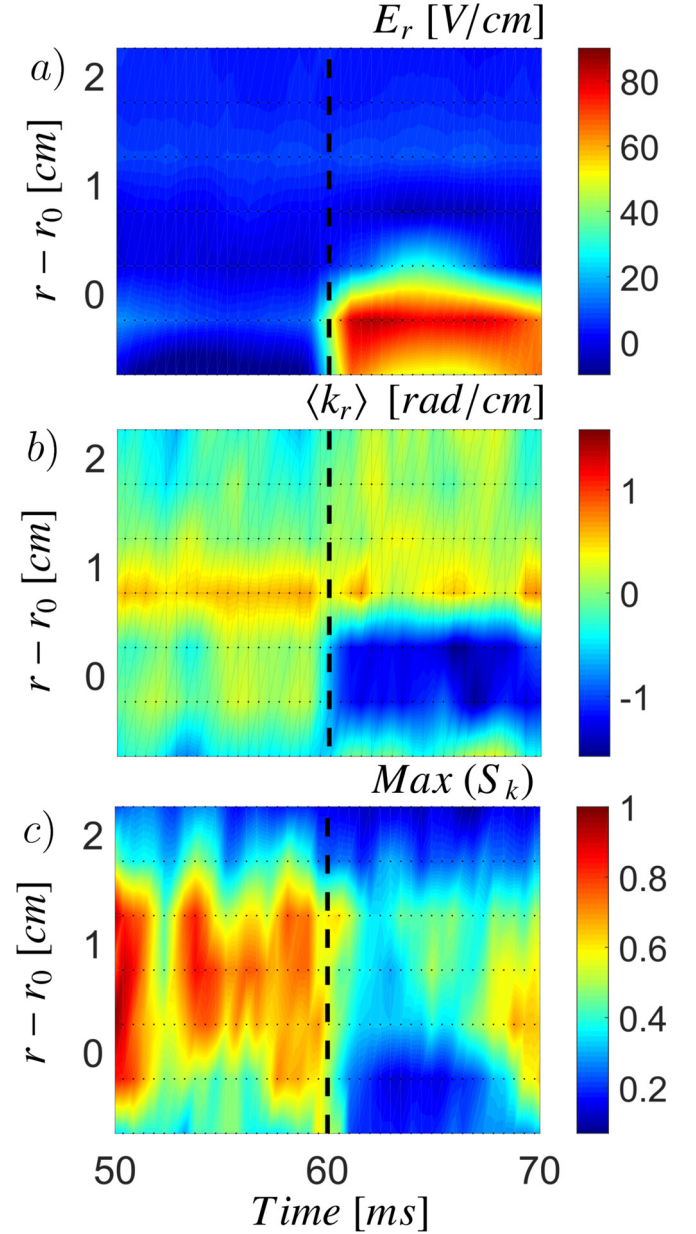 E_r [V/cm]
a)
r − r_0 [cm]
2
1
0
80
60
40
20
0
⟨k_r⟩ [rad/cm]
b)
r − r_0 [cm]
2
1
0
1
0
-1
Max (S_k)
c)
r − r_0 [cm]
2
1
0
1
0.8
0.6
0.4
0.2
50 60 70
Time [ms]